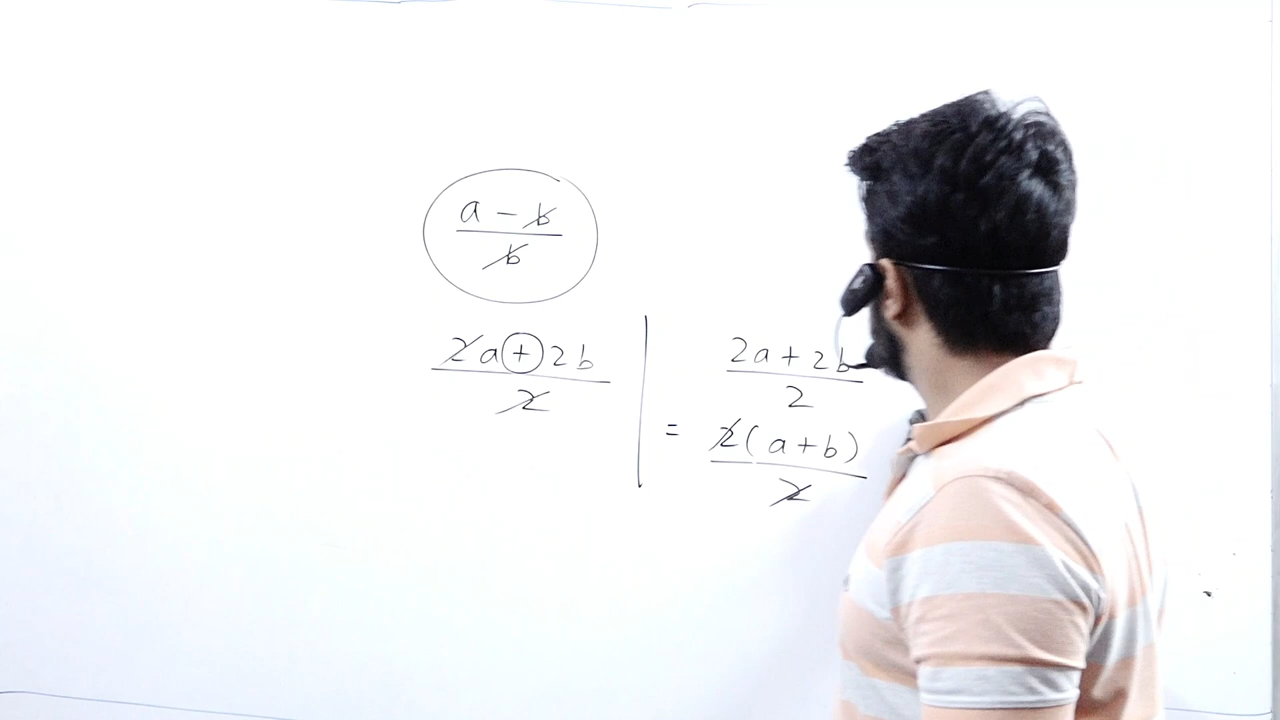 a - b
b
2a + 2b
2
2a + 2b
2
= 2(a + b)
2